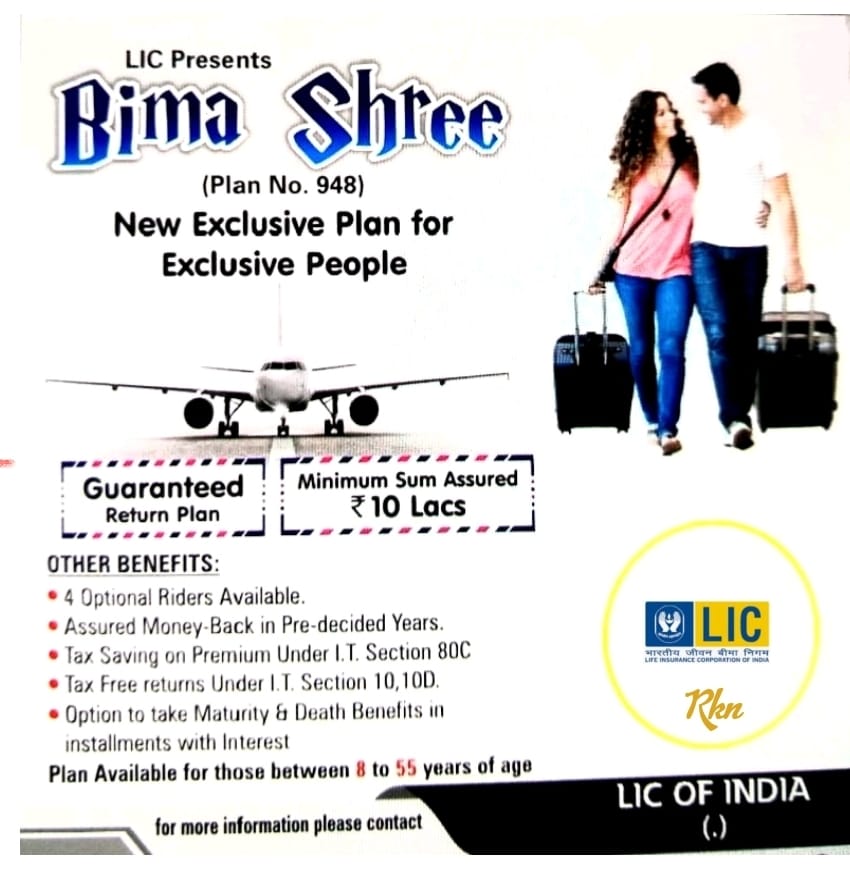 LIC Presents
Bima Shree
(Plan No. 948)
New Exclusive Plan for
Exclusive People
Guaranteed
Return Plan
Minimum Sum Assured
₹ 10 Lacs
OTHER BENEFITS:
• 4 Optional Riders Available.
• Assured Money-Back in Pre-decided Years.
• Tax Saving on Premium Under I.T. Section 80C
• Tax Free returns Under I.T. Section 10,10D.
• Option to take Maturity & Death Benefits in
installments with Interest
Plan Available for those between 8 to 55 years of age
for more information please contact
LIC
भारतीय जीवन बीमा निगम
LIFE INSURANCE CORPORATION OF INDIA
Rkn
LIC OF INDIA
(.)